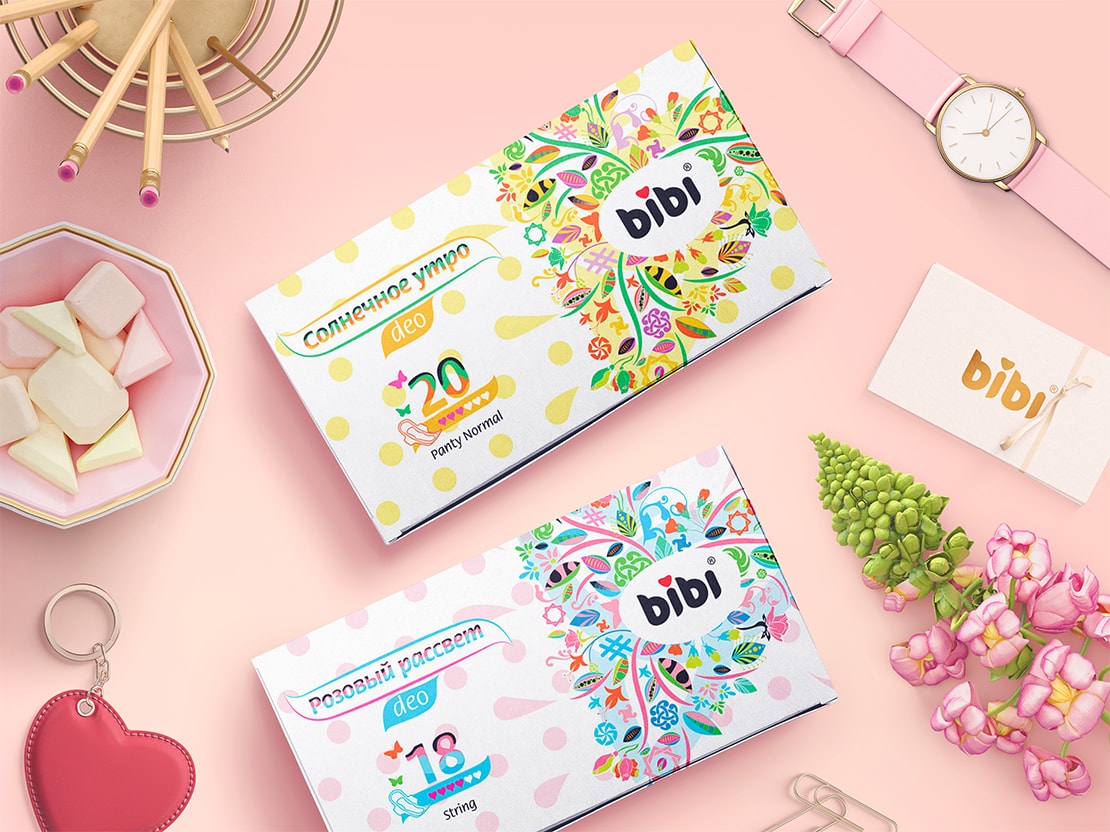 bibi®
Солнечное утро
deo
20
Panty Normal
bibi®
bibi®
Розовый рассвет
deo
18
String